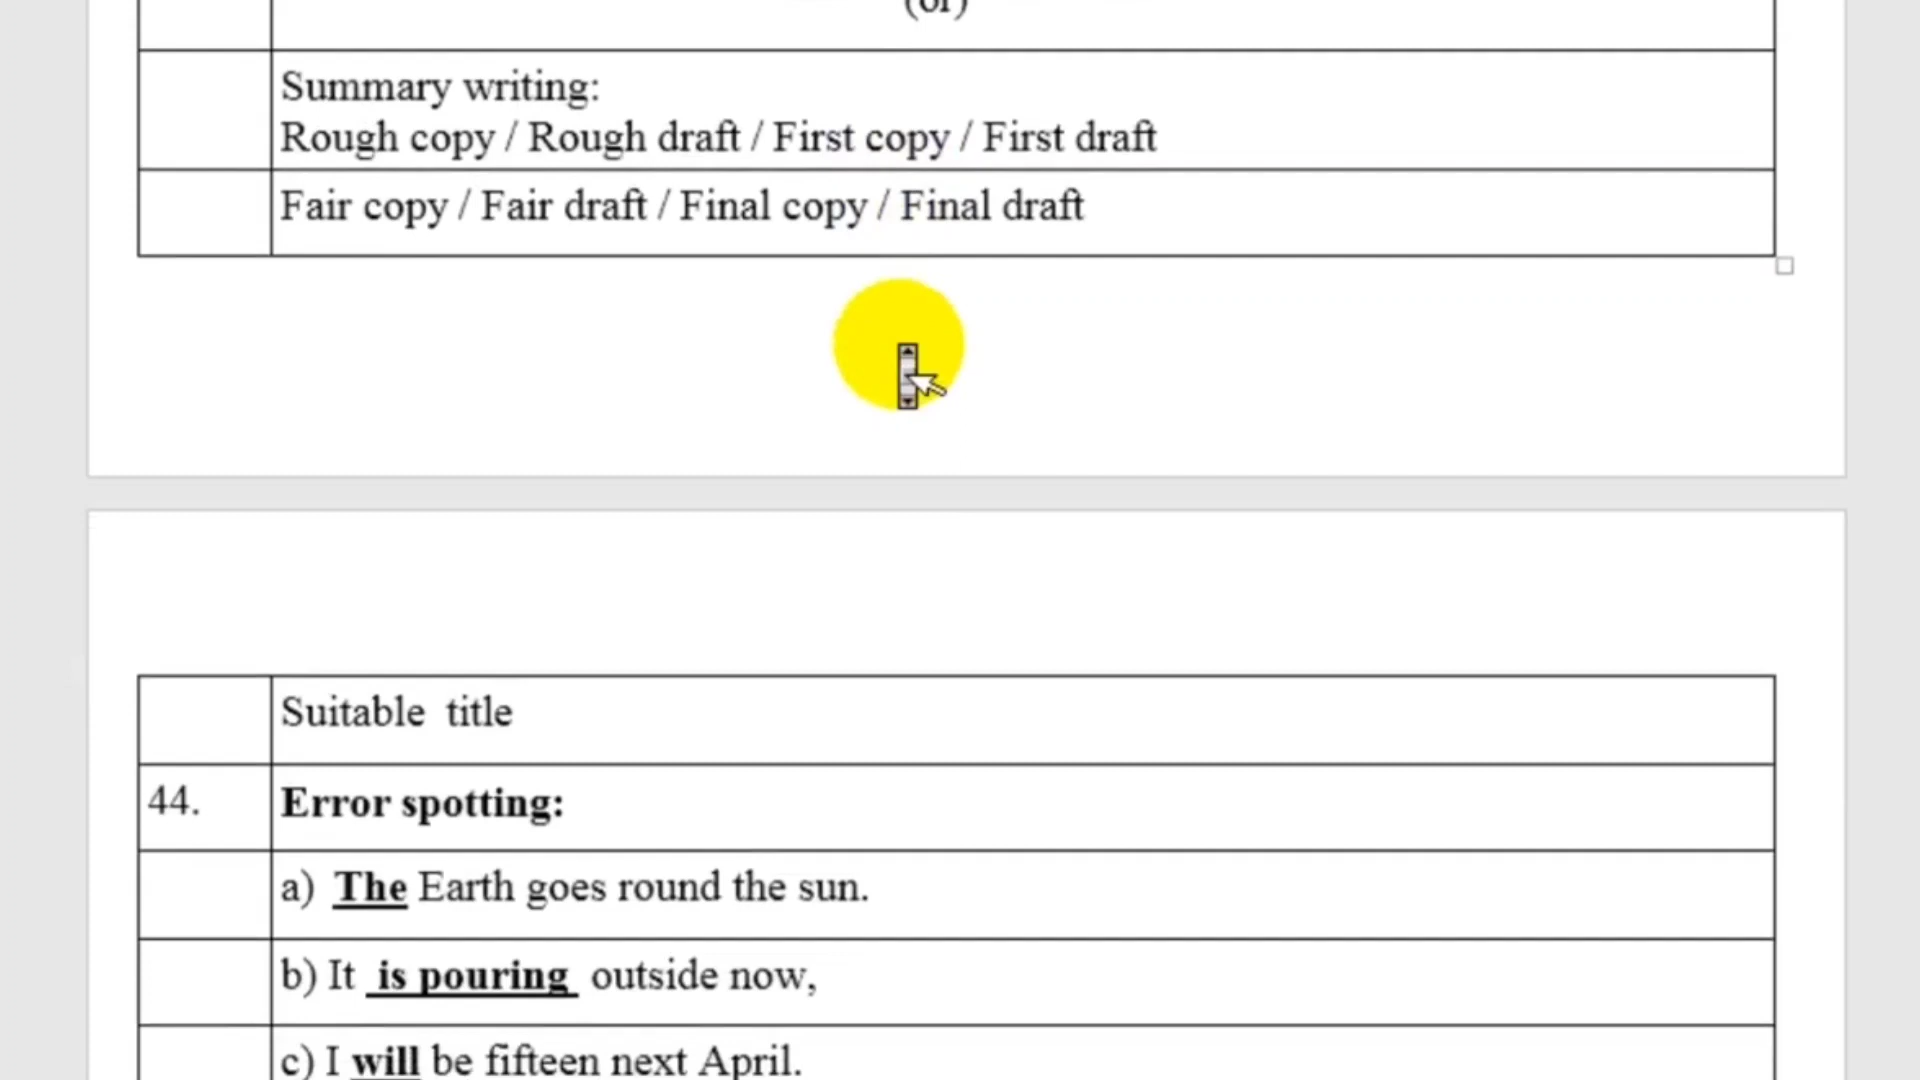 (or)
Summary writing:
Rough copy / Rough draft / First copy / First draft
Fair copy / Fair draft / Final copy / Final draft
Suitable title
44. Error spotting:
a) The Earth goes round the sun.
b) It is pouring outside now,
c) I will be fifteen next April.